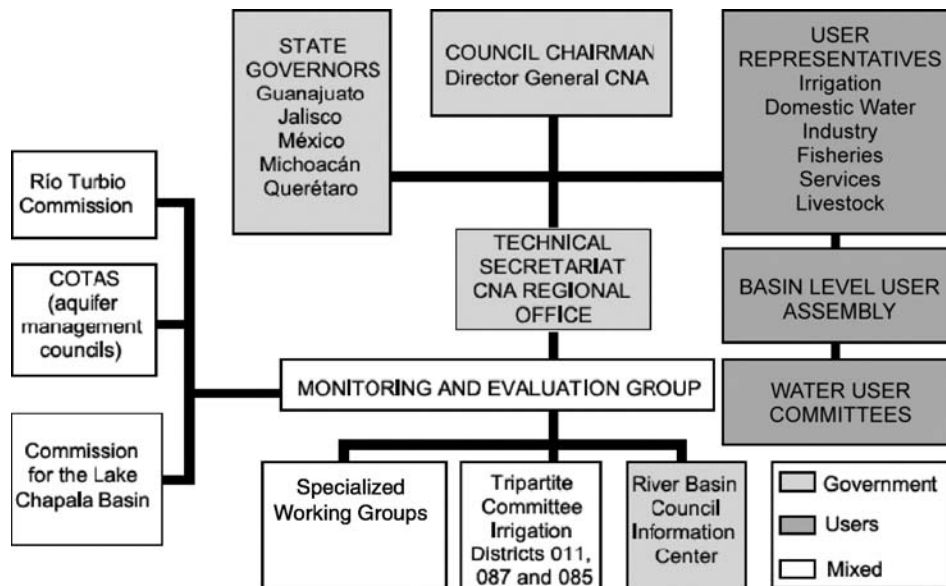 STATE
GOVERNORS
Guanajuato
Jalisco
México
Michoacán
Querétaro
COUNCIL CHAIRMAN
Director General CNA
USER
REPRESENTATIVES
Irrigation
Domestic Water
Industry
Fisheries
Services
Livestock
Río Turbio
Commission
TECHNICAL
SECRETARIAT
CNA REGIONAL
OFFICE
BASIN LEVEL USER
ASSEMBLY
COTAS
(aquifer
management
councils)
MONITORING AND EVALUATION GROUP
WATER USER
COMMITTEES
Commission
for the Lake
Chapala Basin
Specialized
Working Groups
Tripartite
Committee
Irrigation
Districts 011,
087 and 085
River Basin
Council
Information
Center
Government
Users
Mixed